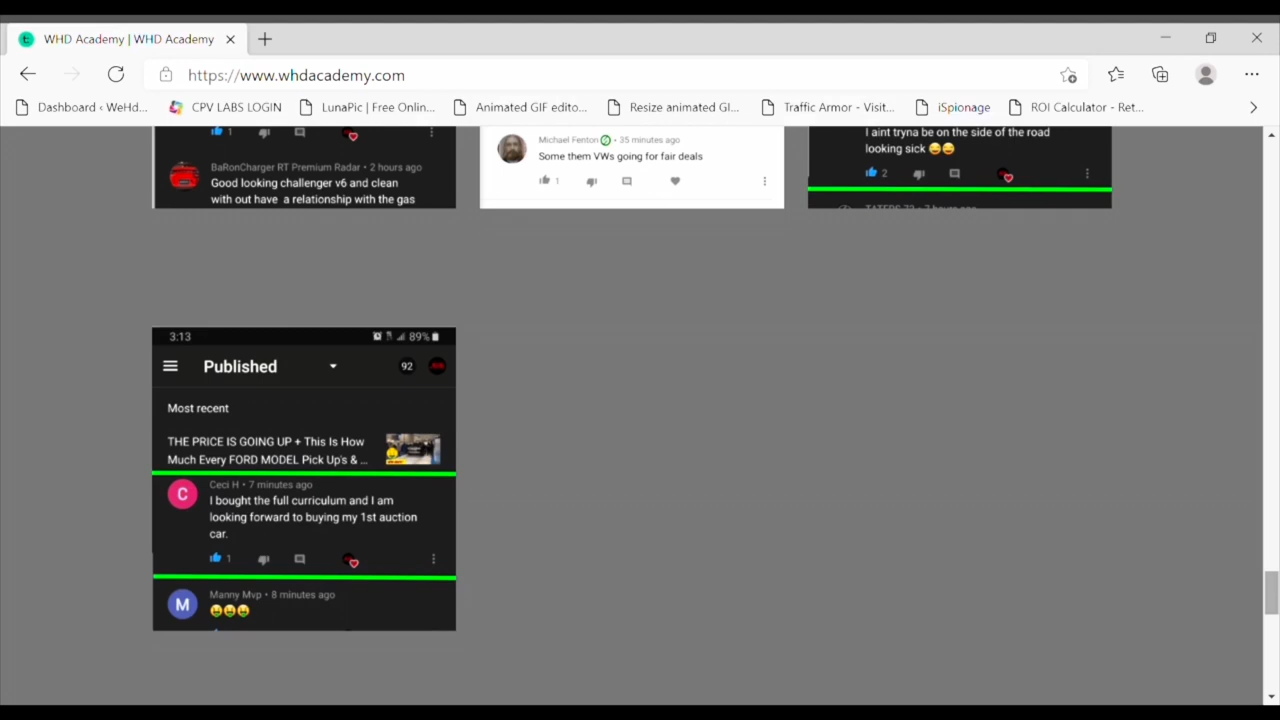 WHD Academy | WHD Academy
https://www.whdacademy.com
Dashboard ‹ WeHd...
CPV LABS LOGIN
LunaPic | Free Onlin...
Animated GIF edito...
Resize animated GI...
Traffic Armor - Visit...
iSpionage
ROI Calculator - Ret...
1
BaRonCharger RT Premium Radar • 2 hours ago
Good looking challenger v6 and clean
with out have a relationship with the gas
Michael Fenton • 35 minutes ago
Some them VWs going for fair deals
1
I aint tryna be on the side of the road
looking sick 😂😂
2
3:13
89%
Published
92
Most recent
THE PRICE IS GOING UP + This Is How
Much Every FORD MODEL Pick Up's & ...
C
Ceci H • 7 minutes ago
I bought the full curriculum and I am
looking forward to buying my 1st auction
car.
1
M
Manny Mvp • 8 minutes ago
🤑🤑🤑